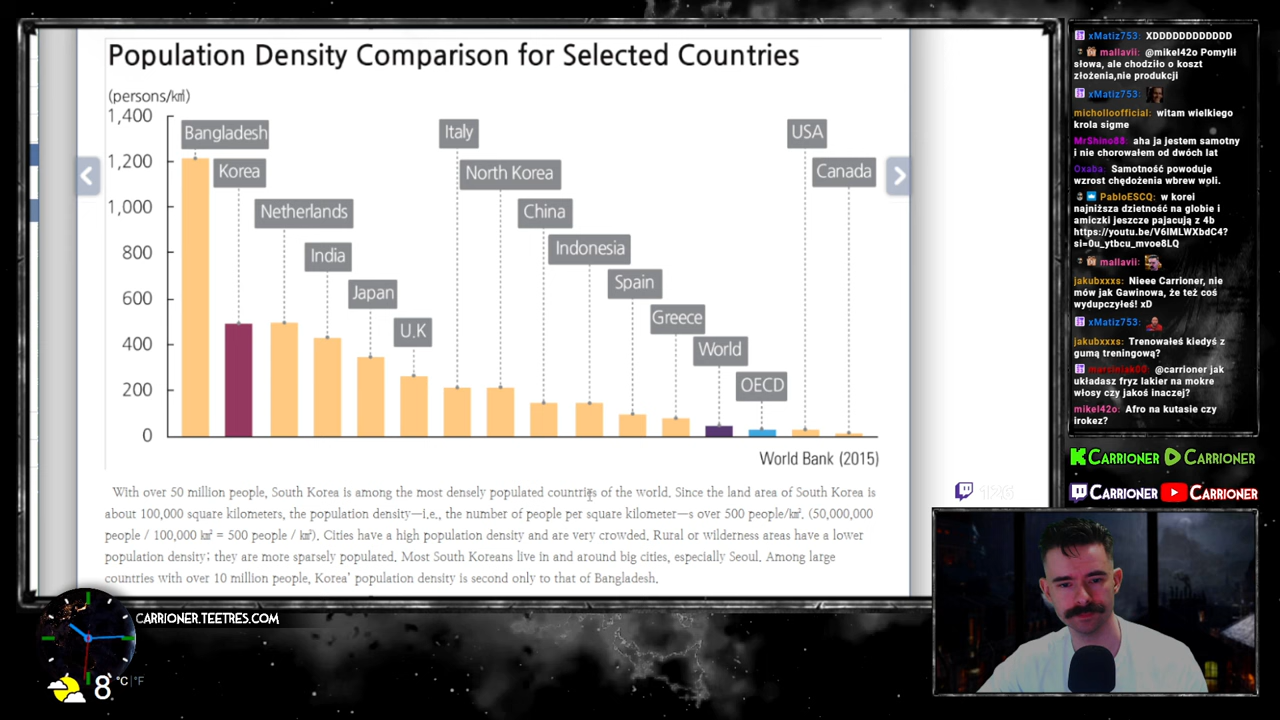 Population Density Comparison for Selected Countries
(persons/㎢)
1,400
1,200
1,000
800
600
400
200
0
Bangladesh
Korea
Netherlands
India
Japan
U.K
Italy
North Korea
China
Indonesia
Spain
Greece
World
OECD
USA
Canada
World Bank (2015)
With over 50 million people, South Korea is among the most densely populated countries of the world. Since the land area of South Korea is
about 100,000 square kilometers, the population density—i.e., the number of people per square kilometer—s over 500 people/㎢. (50,000,000
people / 100,000 ㎢ = 500 people / ㎢). Cities have a high population density and are very crowded. Rural or wilderness areas have a lower
population density; they are more sparsely populated. Most South Koreans live in and around big cities, especially Seoul. Among large
countries with over 10 million people, Korea' population density is second only to that of Bangladesh.
xMatiz753: XDDDDDDDDDDDD
mallavii: @mikel42o Pomylił
słowa, ale chodziło o koszt
złożenia,nie produkcji
xMatiz753:
micholloofficial: witam wielkiego
krola sigme
MrShino88: aha ja jestem samotny
i nie chorowałem od dwóch lat
Oxaba: Samotność powoduje
wzrost chędożenia wbrew woli.
PabloESCQ: w korei
najniższa dzietność na globie i
amiczki jeszcze pajacują z 4b
https://youtu.be/V6IMLWXbdC4?
si=0u_ytbcu_mvoe8LQ
mallavii:
jakubxxxs: Nieee Carrioner, nie
mów jak Gawinowa, że też coś
wydupczyłeś! xD
xMatiz753:
jakubxxxs: Trenowałeś kiedyś z
gumą treningową?
@carrioner jak
układasz fryz lakier na mokre
włosy czy jakoś inaczej?
mikel42o: Afro na kutasie czy
irokez?
CARRIONER CARRIONER
CARRIONER CARRIONER
CARRIONER.TEETRES.COM
8 °C °F